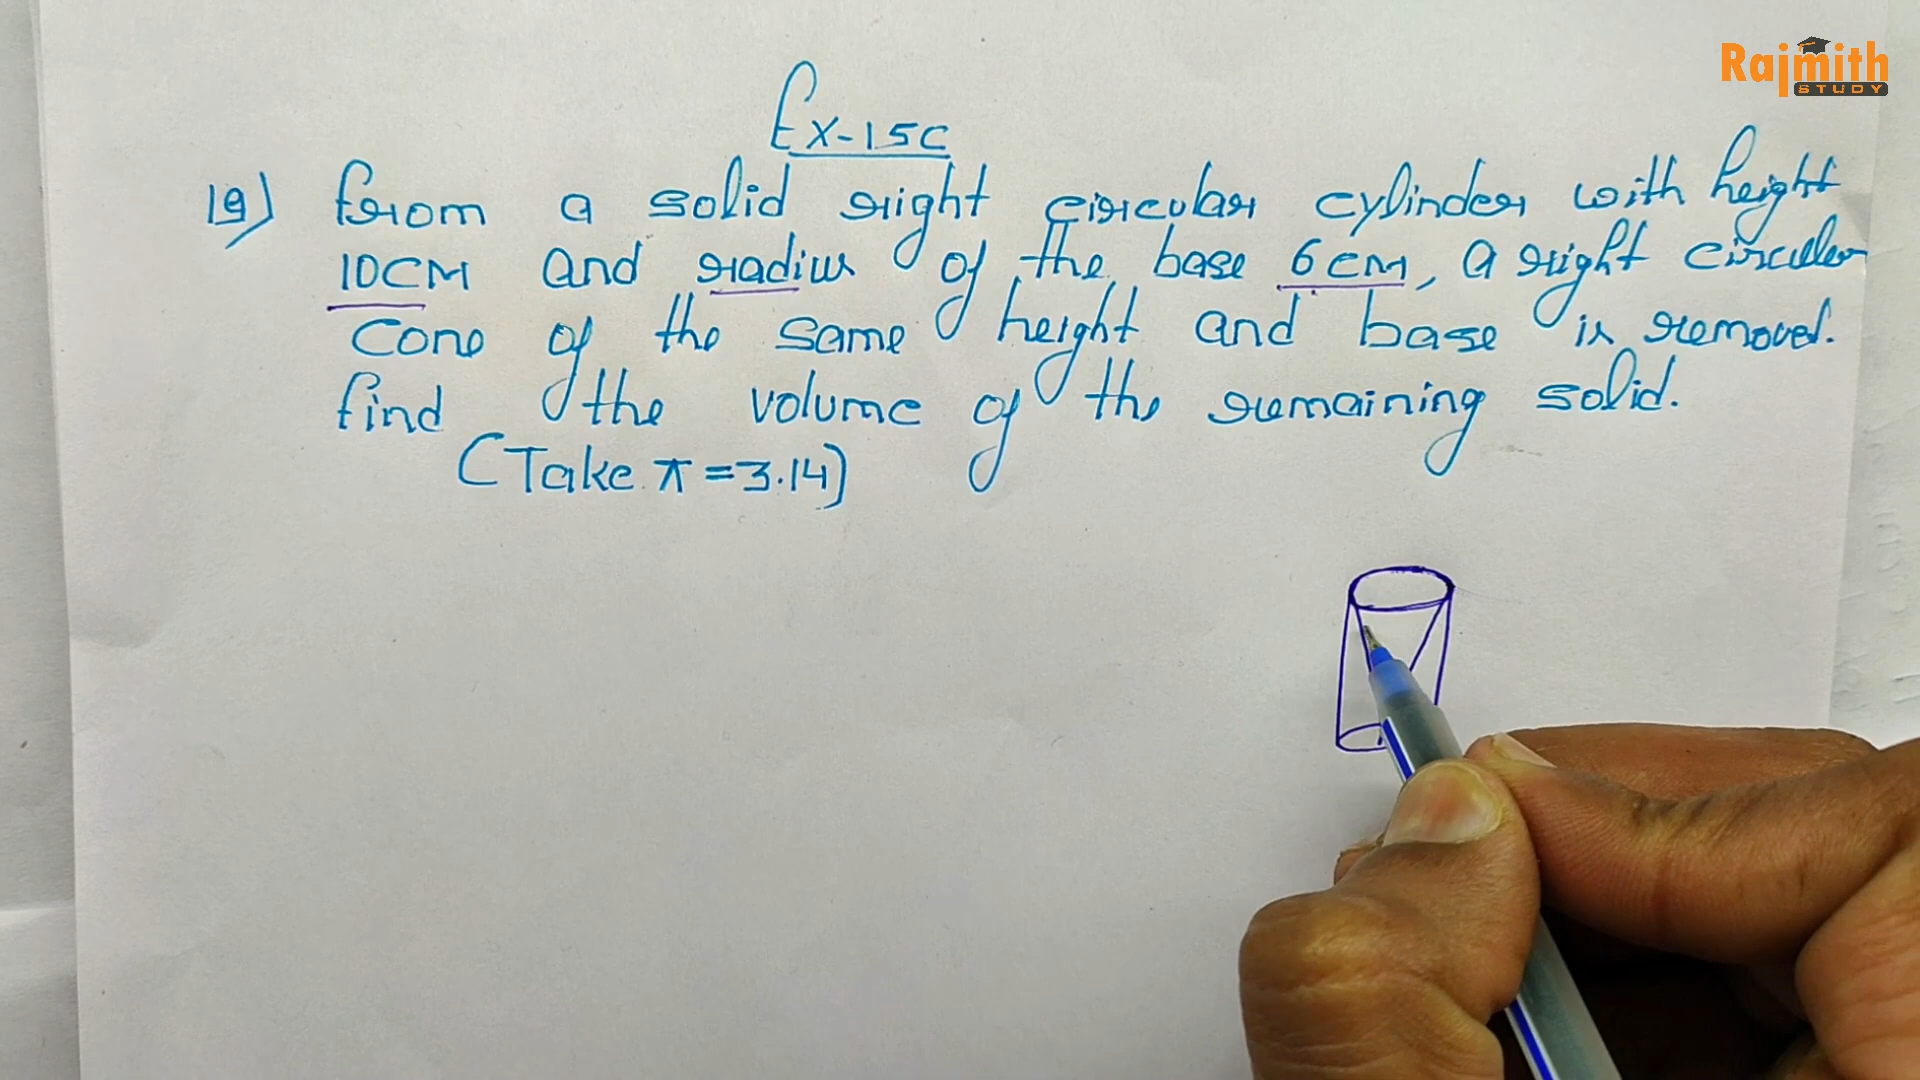 Rajmith
STUDY
Ex-15C
19) from a solid right circular cylinder with height
10CM and radius of the base 6cm, a right circular
cone of the same height and base is removed.
find the volume of the remaining solid.
(Take π=3.14)